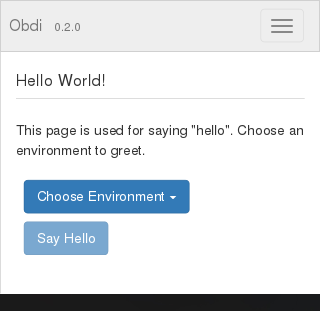 Obdi 0.2.0
Hello World!
This page is used for saying "hello". Choose an
environment to greet.
Choose Environment
Say Hello